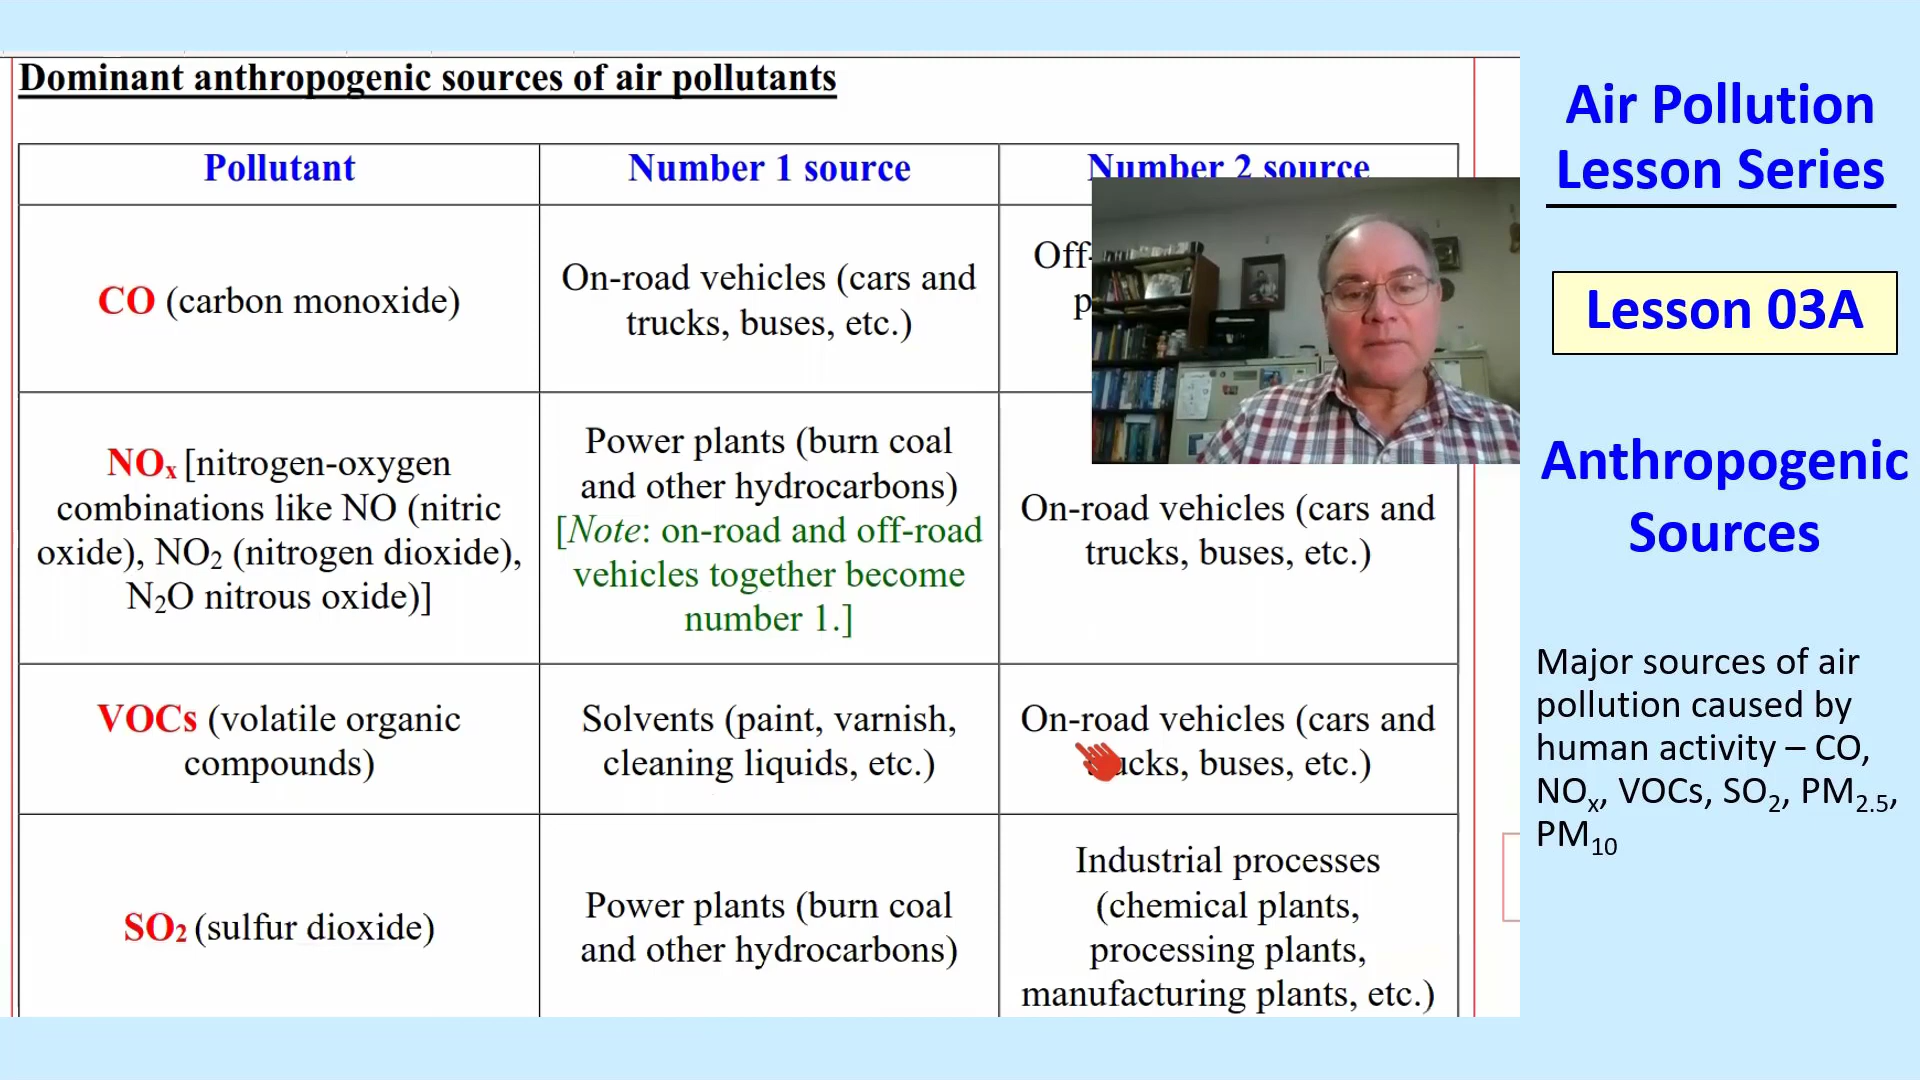 Dominant anthropogenic sources of air pollutants
Pollutant
Number 1 source
Number 2 source
CO (carbon monoxide)
On-road vehicles (cars and
trucks, buses, etc.)
NOx [nitrogen-oxygen
combinations like NO (nitric
oxide), NO2 (nitrogen dioxide),
N2O nitrous oxide)]
Power plants (burn coal
and other hydrocarbons)
[Note: on-road and off-road
vehicles together become
number 1.]
On-road vehicles (cars and
trucks, buses, etc.)
VOCs (volatile organic
compounds)
Solvents (paint, varnish,
cleaning liquids, etc.)
On-road vehicles (cars and
buses, etc.)
SO2 (sulfur dioxide)
Power plants (burn coal
and other hydrocarbons)
Industrial processes
(chemical plants,
processing plants,
manufacturing plants, etc.)
Air Pollution
Lesson Series
Lesson 03A
Anthropogenic
Sources
Major sources of air
pollution caused by
human activity – CO,
NOx, VOCs, SO2, PM2.5,
PM10